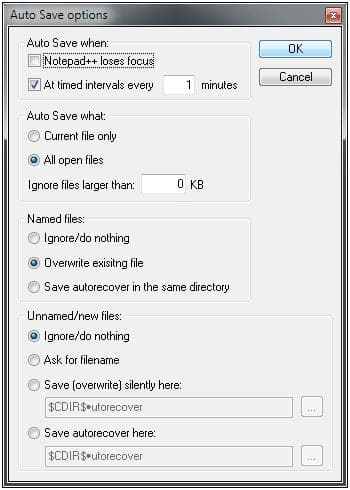 Auto Save options
Auto Save when:
OK
Notepad++ loses focus
At timed intervals every 1 minutes
Cancel
Auto Save what:
Current file only
All open files
Ignore files larger than: 0 KB
Named files:
Ignore/do nothing
Overwrite exisitng file
Save autorecover in the same directory
Unnamed/new files:
Ignore/do nothing
Ask for filename
Save (overwrite) silently here:
$CDIR$•utorecover
...
Save autorecover here:
$CDIR$•utorecover
...